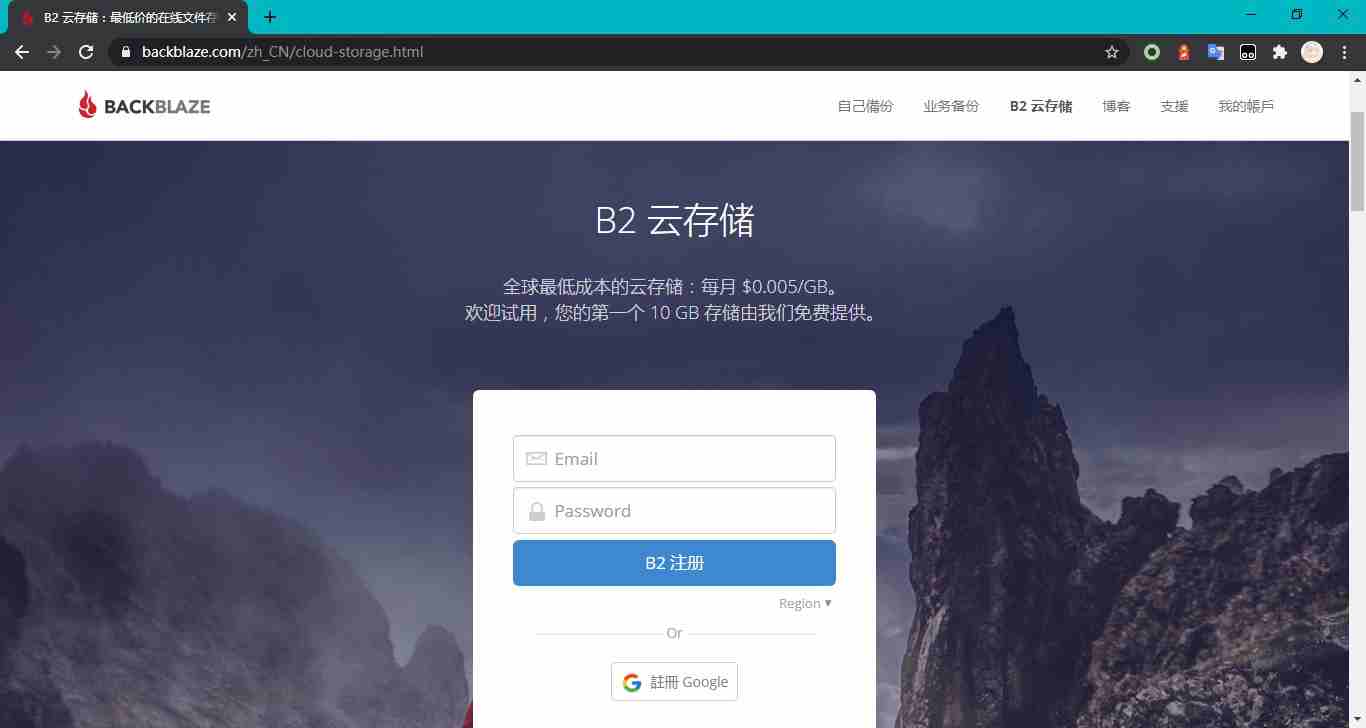 B2 云存储：最低价的在线文件存
backblaze.com/zh_CN/cloud-storage.html
BACKBLAZE
自己備份
业务备份
B2 云存储
博客
支援
我的帳戶
B2 云存储
全球最低成本的云存储：每月 $0.005/GB。
欢迎试用，您的第一个 10 GB 存储由我们免费提供。
Email
Password
B2 注册
Region ▼
Or
註冊 Google